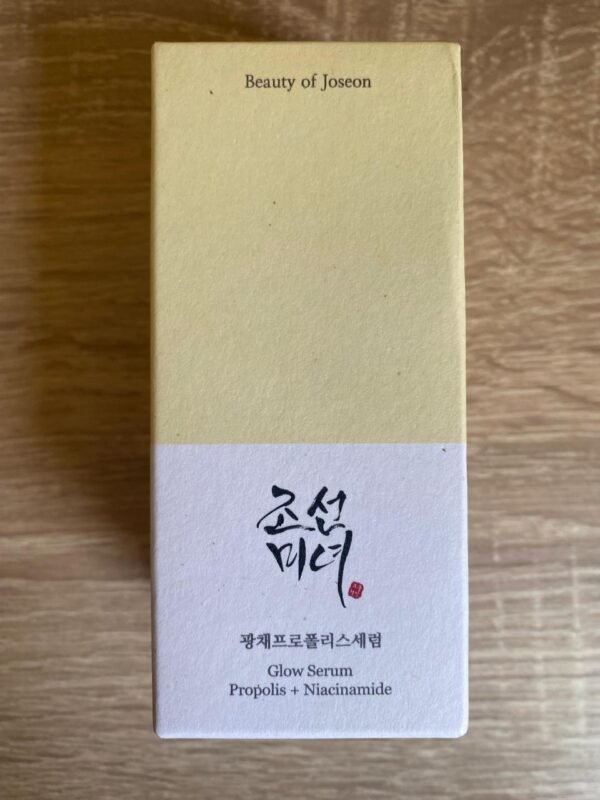 Beauty of Joseon
조선
미녀
광채프로폴리스세럼
Glow Serum
Propolis + Niacinamide